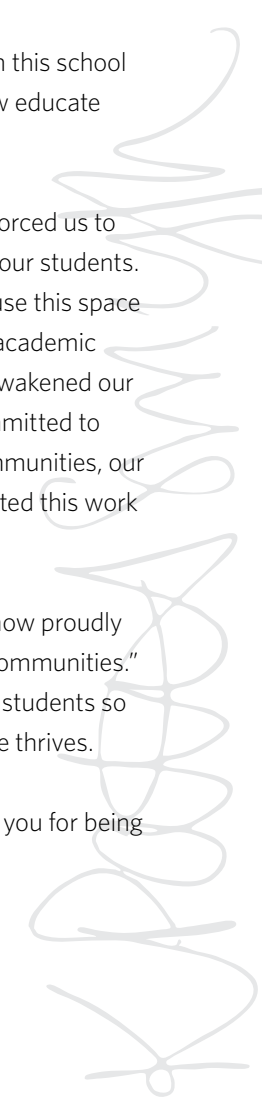 n this school
w educate
orced us to
our students.
use this space
academic
wakened our
mitted to
mmunities, our
ted this work
now proudly
ommunities.”
students so
e thrives.
you for being